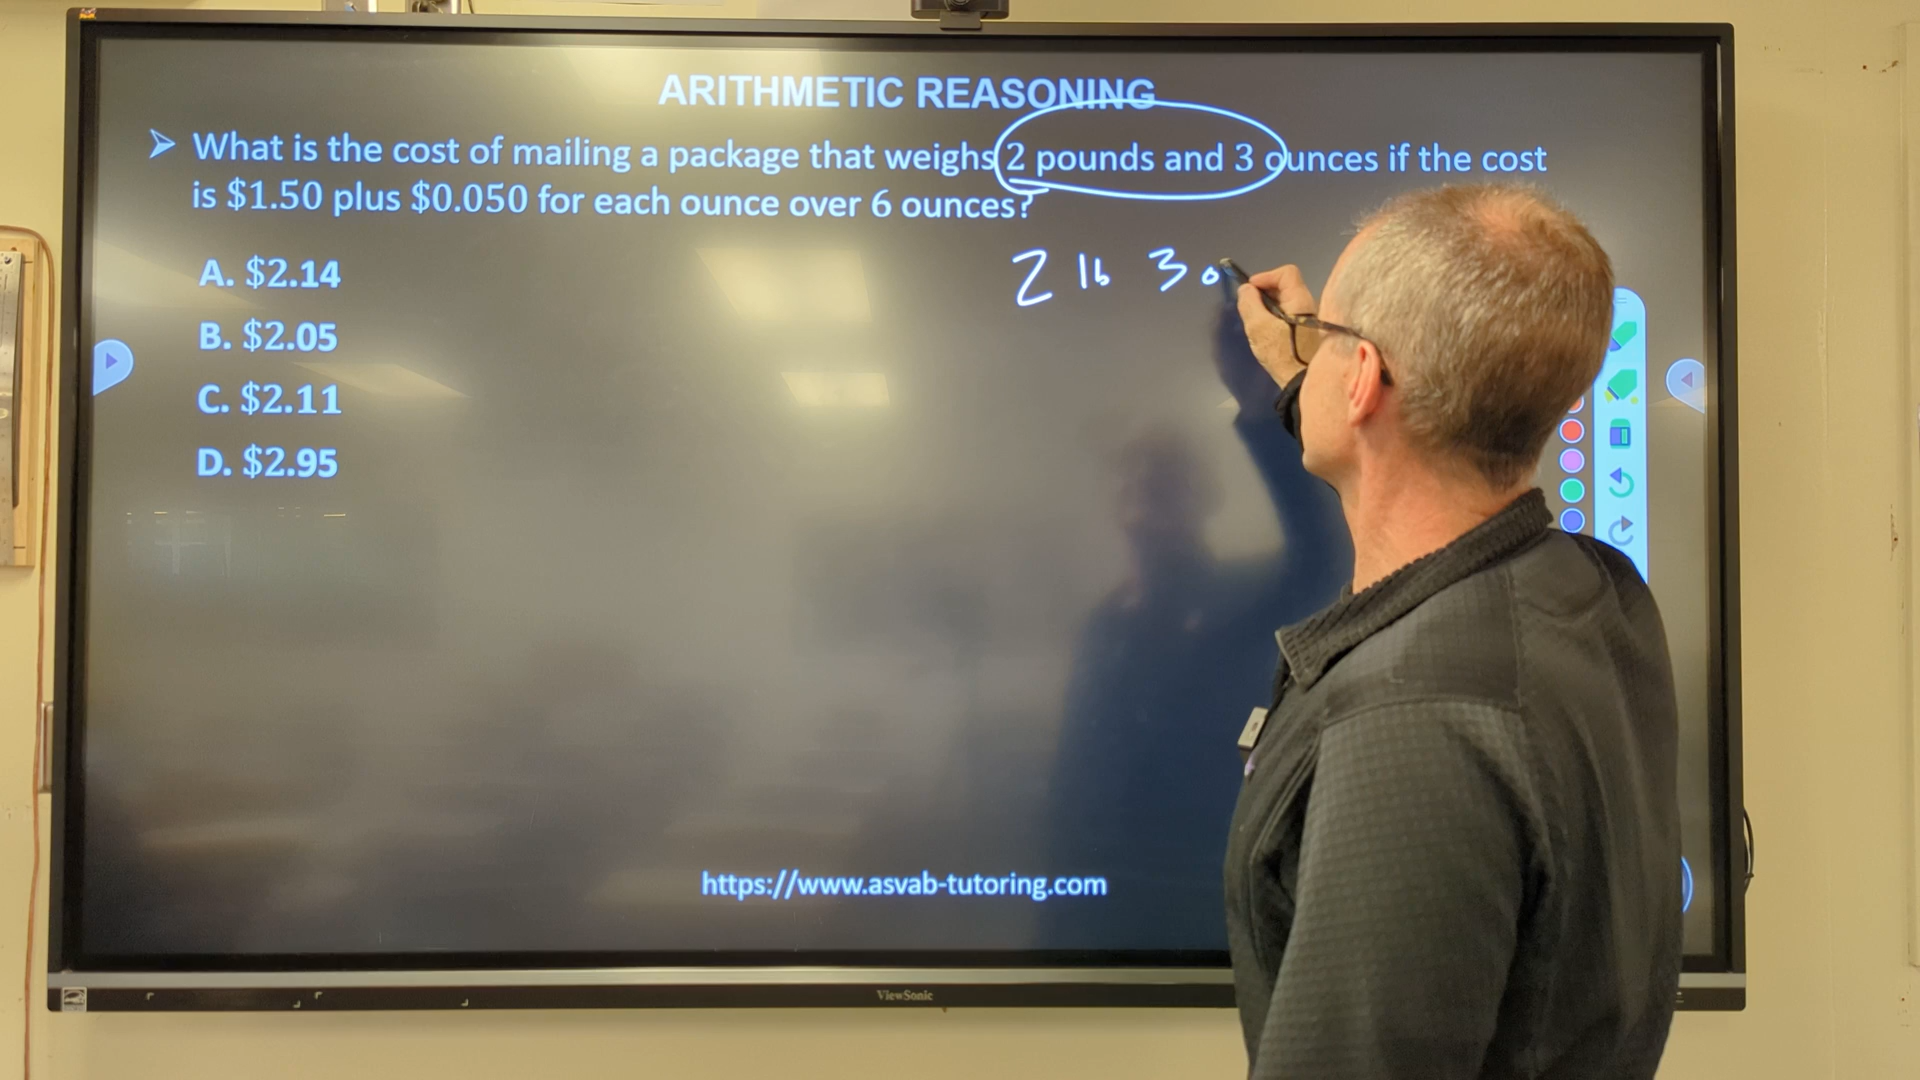 ARITHMETIC REASONING
➢ What is the cost of mailing a package that weighs 2 pounds and 3 ounces if the cost
is $1.50 plus $0.050 for each ounce over 6 ounces?
2 lb 3 o
A. $2.14
B. $2.05
C. $2.11
D. $2.95
https://www.asvab-tutoring.com
ViewSonic